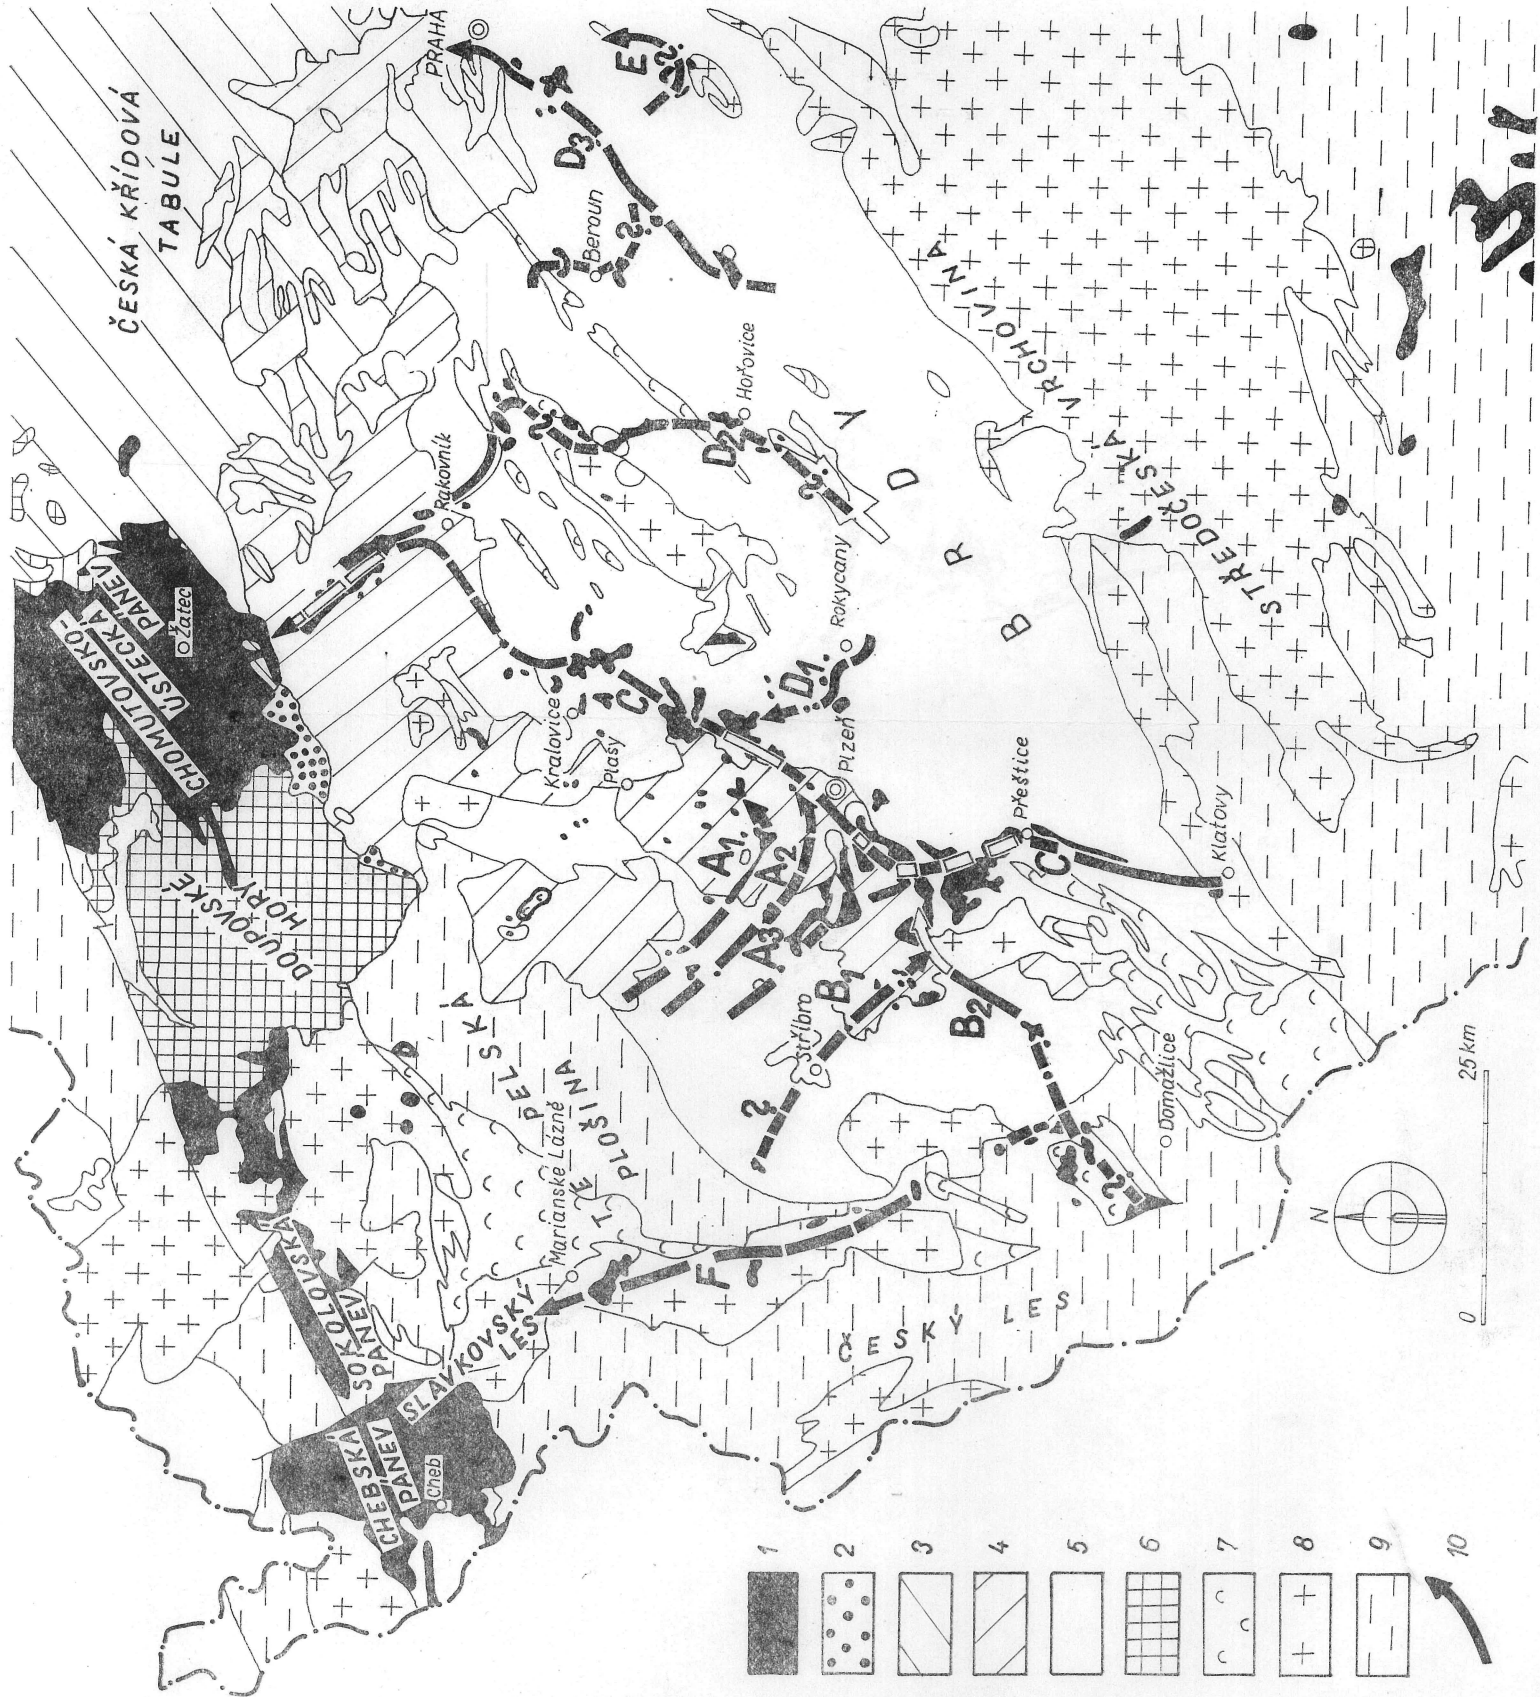 ČESKÁ KŘÍDOVÁ
TABULE
PRAHA
CHOMUTOVSKO-
ÚSTECKÁ
PÁNEV
Žatec
DOUPOVSKÉ
HORY
SOKOLOVSKÁ
PÁNEV
CHEBSKÁ
PÁNEV
Cheb
SLAVKOVSKÝ
LES
TEPELSKÁ
PLOŠINA
Mariánské Lázně
ČESKÝ LES
Rakovník
Beroun
Hořovice
Rokycany
Kralovice
Plasy
Plzeň
Přeštice
Klatovy
Stříbro
Domažlice
BRDY
STŘEDOČESKÁ VRCHOVINA
A1
A2
A3
B1
B2
C
C
D1
D2
D3
E
F
?
?
?
?
?
?
N
0
25 km
1
2
3
4
5
6
7
8
9
10